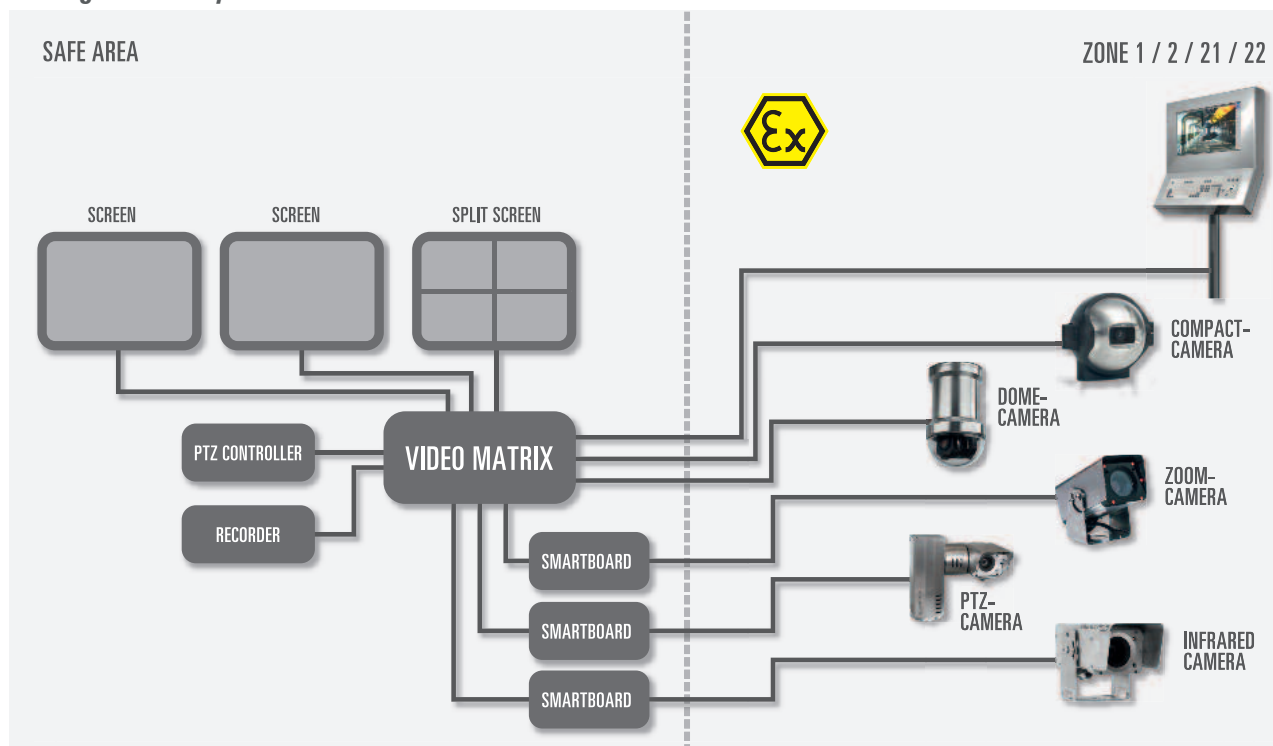 SAFE AREA
ZONE 1 / 2 / 21 / 22
Ex
SCREEN
SCREEN
SPLIT SCREEN
COMPACT-
CAMERA
DOME-
CAMERA
PTZ CONTROLLER
VIDEO MATRIX
ZOOM-
CAMERA
RECORDER
SMARTBOARD
PTZ-
CAMERA
SMARTBOARD
INFRARED
CAMERA
SMARTBOARD